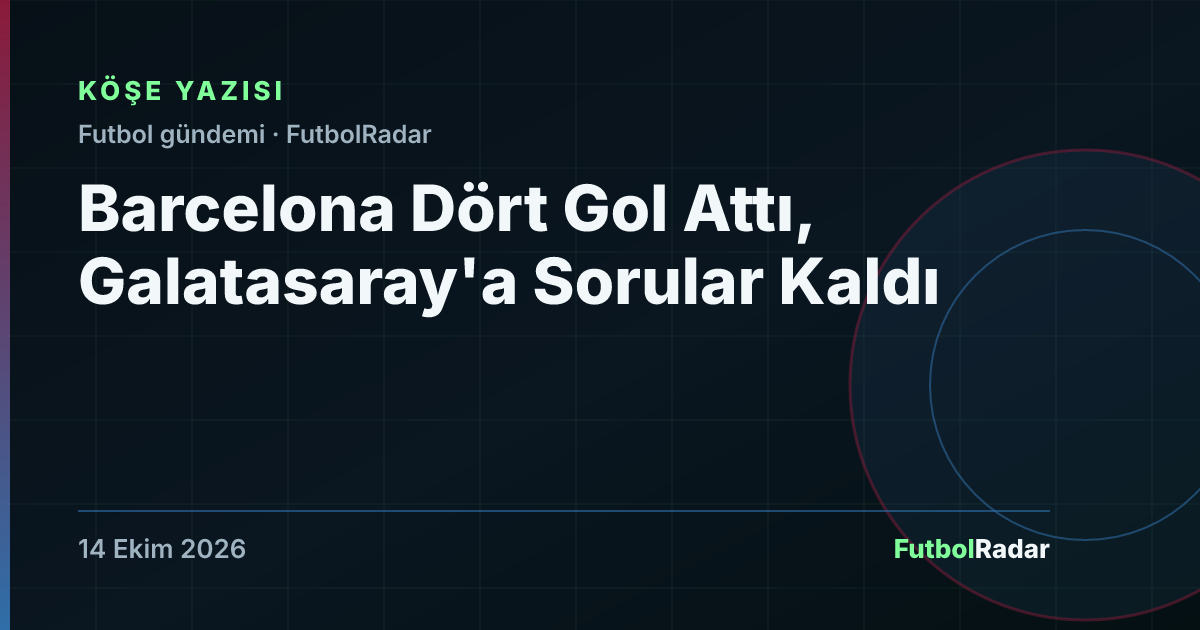 KÖŞE YAZISI
Futbol gündemi · FutbolRadar
Barcelona Dört Gol Attı,
Galatasaray'a Sorular Kaldı
14 Ekim 2026
FutbolRadar